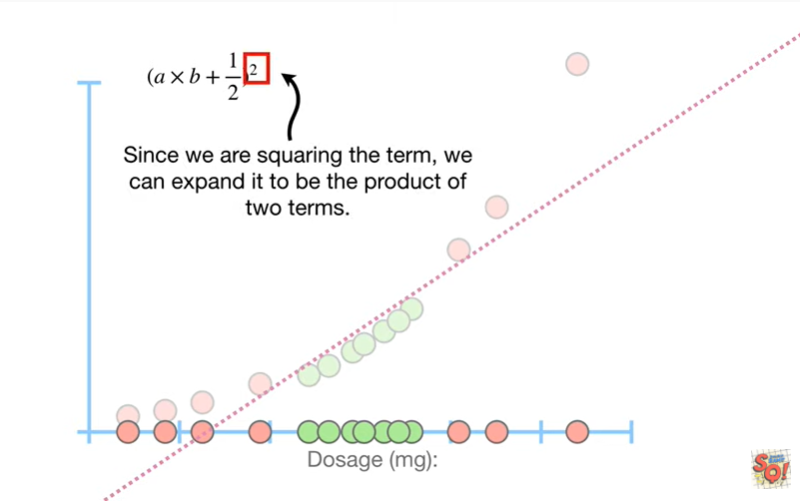 (a × b + 1/2)²
Since we are squaring the term, we
can expand it to be the product of
two terms.
Dosage (mg):
SQ!